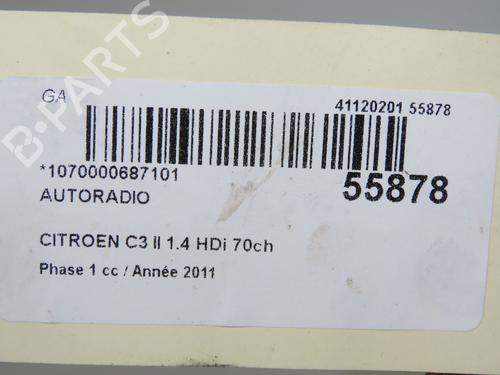 GA
41120201 55878
*1070000687101
55878
AUTORADIO
CITROEN C3 II 1.4 HDi 70ch
Phase 1 cc / Année 2011
B-PARTS